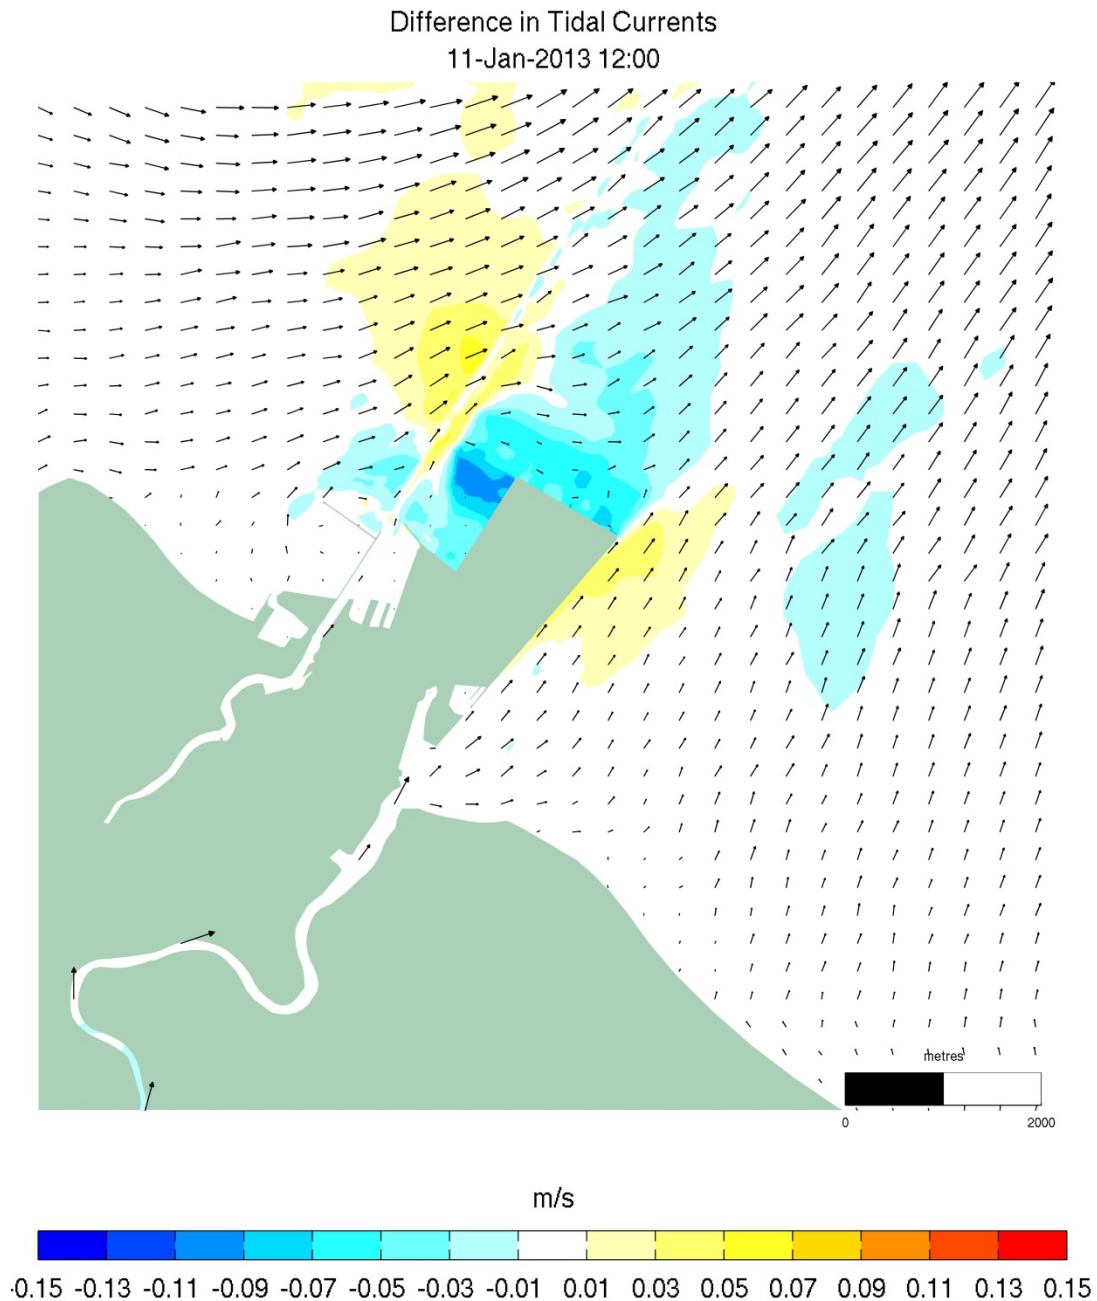 Difference in Tidal Currents
11-Jan-2013 12:00
metres
0 2000
m/s
-0.15 -0.13 -0.11 -0.09 -0.07 -0.05 -0.03 -0.01 0.01 0.03 0.05 0.07 0.09 0.11 0.13 0.15